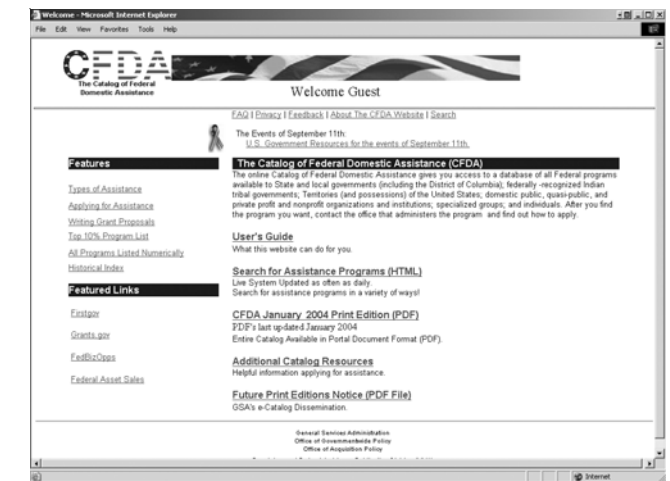 Welcome - Microsoft Internet Explorer
File Edit View Favorites Tools Help
CFDA
The Catalog of Federal
Domestic Assistance
Welcome Guest
FAQ | Privacy | Feedback | About The CFDA Website | Search
The Events of September 11th:
U.S. Government Resources for the events of September 11th.
Features
Types of Assistance
Applying for Assistance
Writing Grant Proposals
Top 10% Program List
All Programs Listed Numerically
Historical Index
Featured Links
Firstgov
Grants.gov
FedBizOpps
Federal Asset Sales
The Catalog of Federal Domestic Assistance (CFDA)
The online Catalog of Federal Domestic Assistance gives you access to a database of all Federal programs
available to State and local governments (including the District of Columbia); federally -recognized Indian
tribal governments; Territories (and possessions) of the United States; domestic public, quasi-public, and
private profit and nonprofit organizations and institutions; specialized groups; and individuals. After you find
the program you want, contact the office that administers the program and find out how to apply.
User's Guide
What this website can do for you.
Search for Assistance Programs (HTML)
Live System Updated as often as daily.
Search for assistance programs in a variety of ways!
CFDA January 2004 Print Edition (PDF)
PDF's last updated January 2004
Entire Catalog Available in Portal Document Format (PDF).
Additional Catalog Resources
Helpful information applying for assistance.
Future Print Editions Notice (PDF File)
GSA's e-Catalog Dissemination.
General Services Administration
Office of Governmentwide Policy
Office of Acquisition Policy
Internet